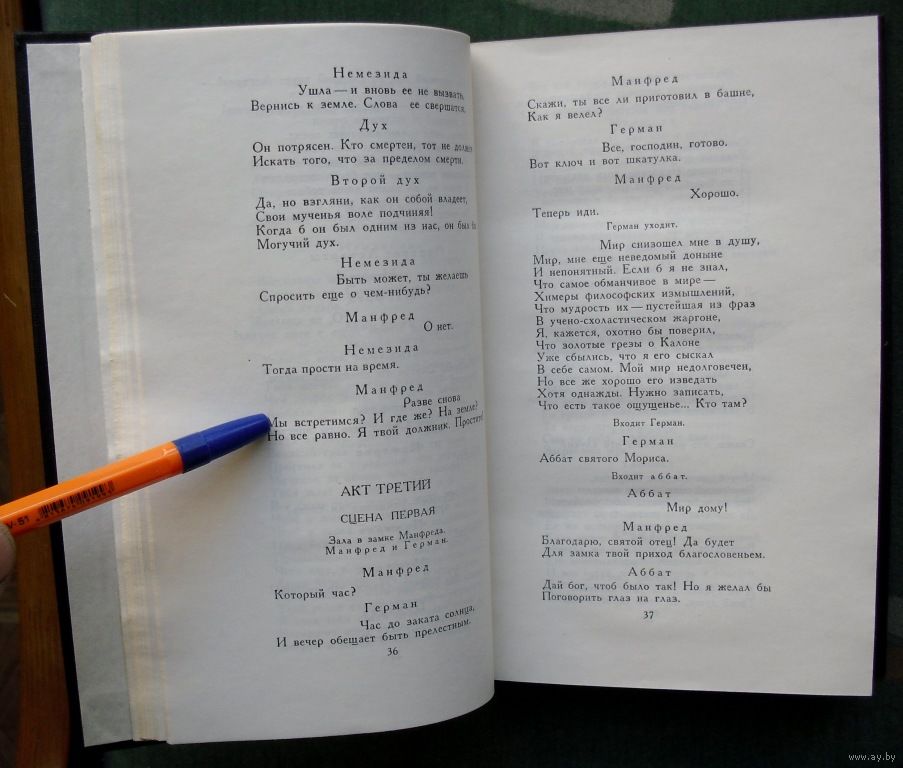 Немезида
Ушла — и вновь ее не вызвать,
Вернись к земле. Слова ее свершатся,
Дух
Он потрясен. Кто смертен, тот не должен
Искать того, что за пределом смерти.
Второй дух
Да, но взгляни, как он собой владеет,
Свои мученья воле подчиняя!
Когда б он был одним из нас, он был б
Могучий дух.
Немезида
Быть может, ты желаешь
Спросить еще о чем-нибудь?
Манфред
О нет.
Немезида
Тогда прости на время.
Манфред
Разве снова
Мы встретимся? И где же? На земле?
Но все равно. Я твой должник. Прости!
АКТ ТРЕТИЙ
СЦЕНА ПЕРВАЯ
Зала в замке Манфреда.
Манфред и Герман.
Манфред
Который час?
Герман
Час до заката солнца,
И вечер обещает быть прелестным.
36
Манфред
Скажи, ты все ли приготовил в башне,
Как я велел?
Герман
Все, господин, готово.
Вот ключ и вот шкатулка.
Манфред
Хорошо.
Теперь иди.
Герман уходит.
Мир снизошел мне в душу,
Мир, мне еще неведомый доныне
И непонятный. Если б я не знал,
Что самое обманчивое в мире —
Химеры философских измышлений,
Что мудрость их — пустейшая из фраз
В учено-схоластическом жаргоне,
Я, кажется, охотно бы поверил,
Что золотые грезы о Калоне
Уже сбылись, что я его сыскал
В себе самом. Мой мир недолговечен,
Но все же хорошо его изведать
Хотя однажды. Нужно записать,
Что есть такое ощущенье... Кто там?
Входит Герман.
Герман
Аббат святого Мориса.
Входит аббат.
Аббат
Мир дому!
Манфред
Благодарю, святой отец! Да будет
Для замка твой приход благословеньем.
Аббат
Дай бог, чтоб было так! Но я желал бы
Поговорить глаз на глаз.
37
51
www.ay.by